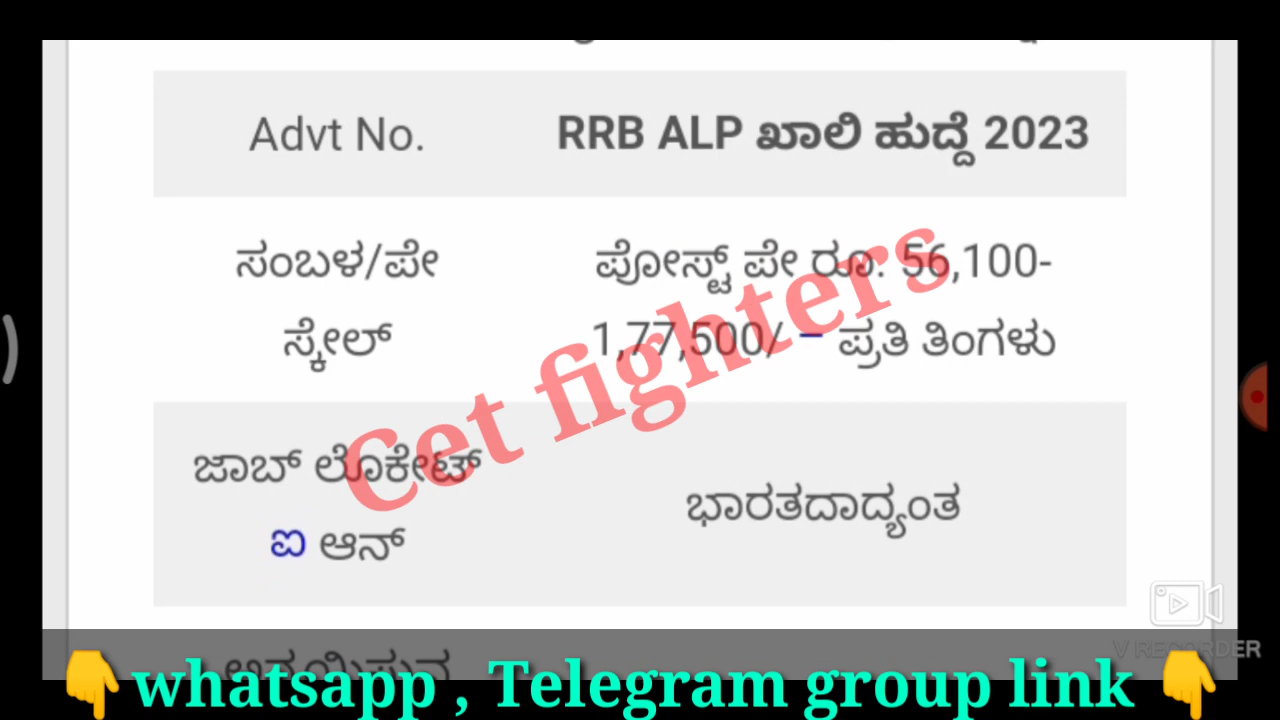 Advt No. RRB ALP ಖಾಲಿ ಹುದ್ದೆ 2023
ಸಂಬಳ/ಪೇ ಸ್ಕೇಲ್
ಪೋಸ್ಟ್ ಪೇ ರೂ. 56,100-
1,77,500/ – ಪ್ರತಿ ತಿಂಗಳು
Cet fighters
ಜಾಬ್ ಲೊಕೇಟ್
ಐ ಆನ್
ಭಾರತದಾದ್ಯಂತ
V RECORDER
👇whatsapp , Telegram group link 👇